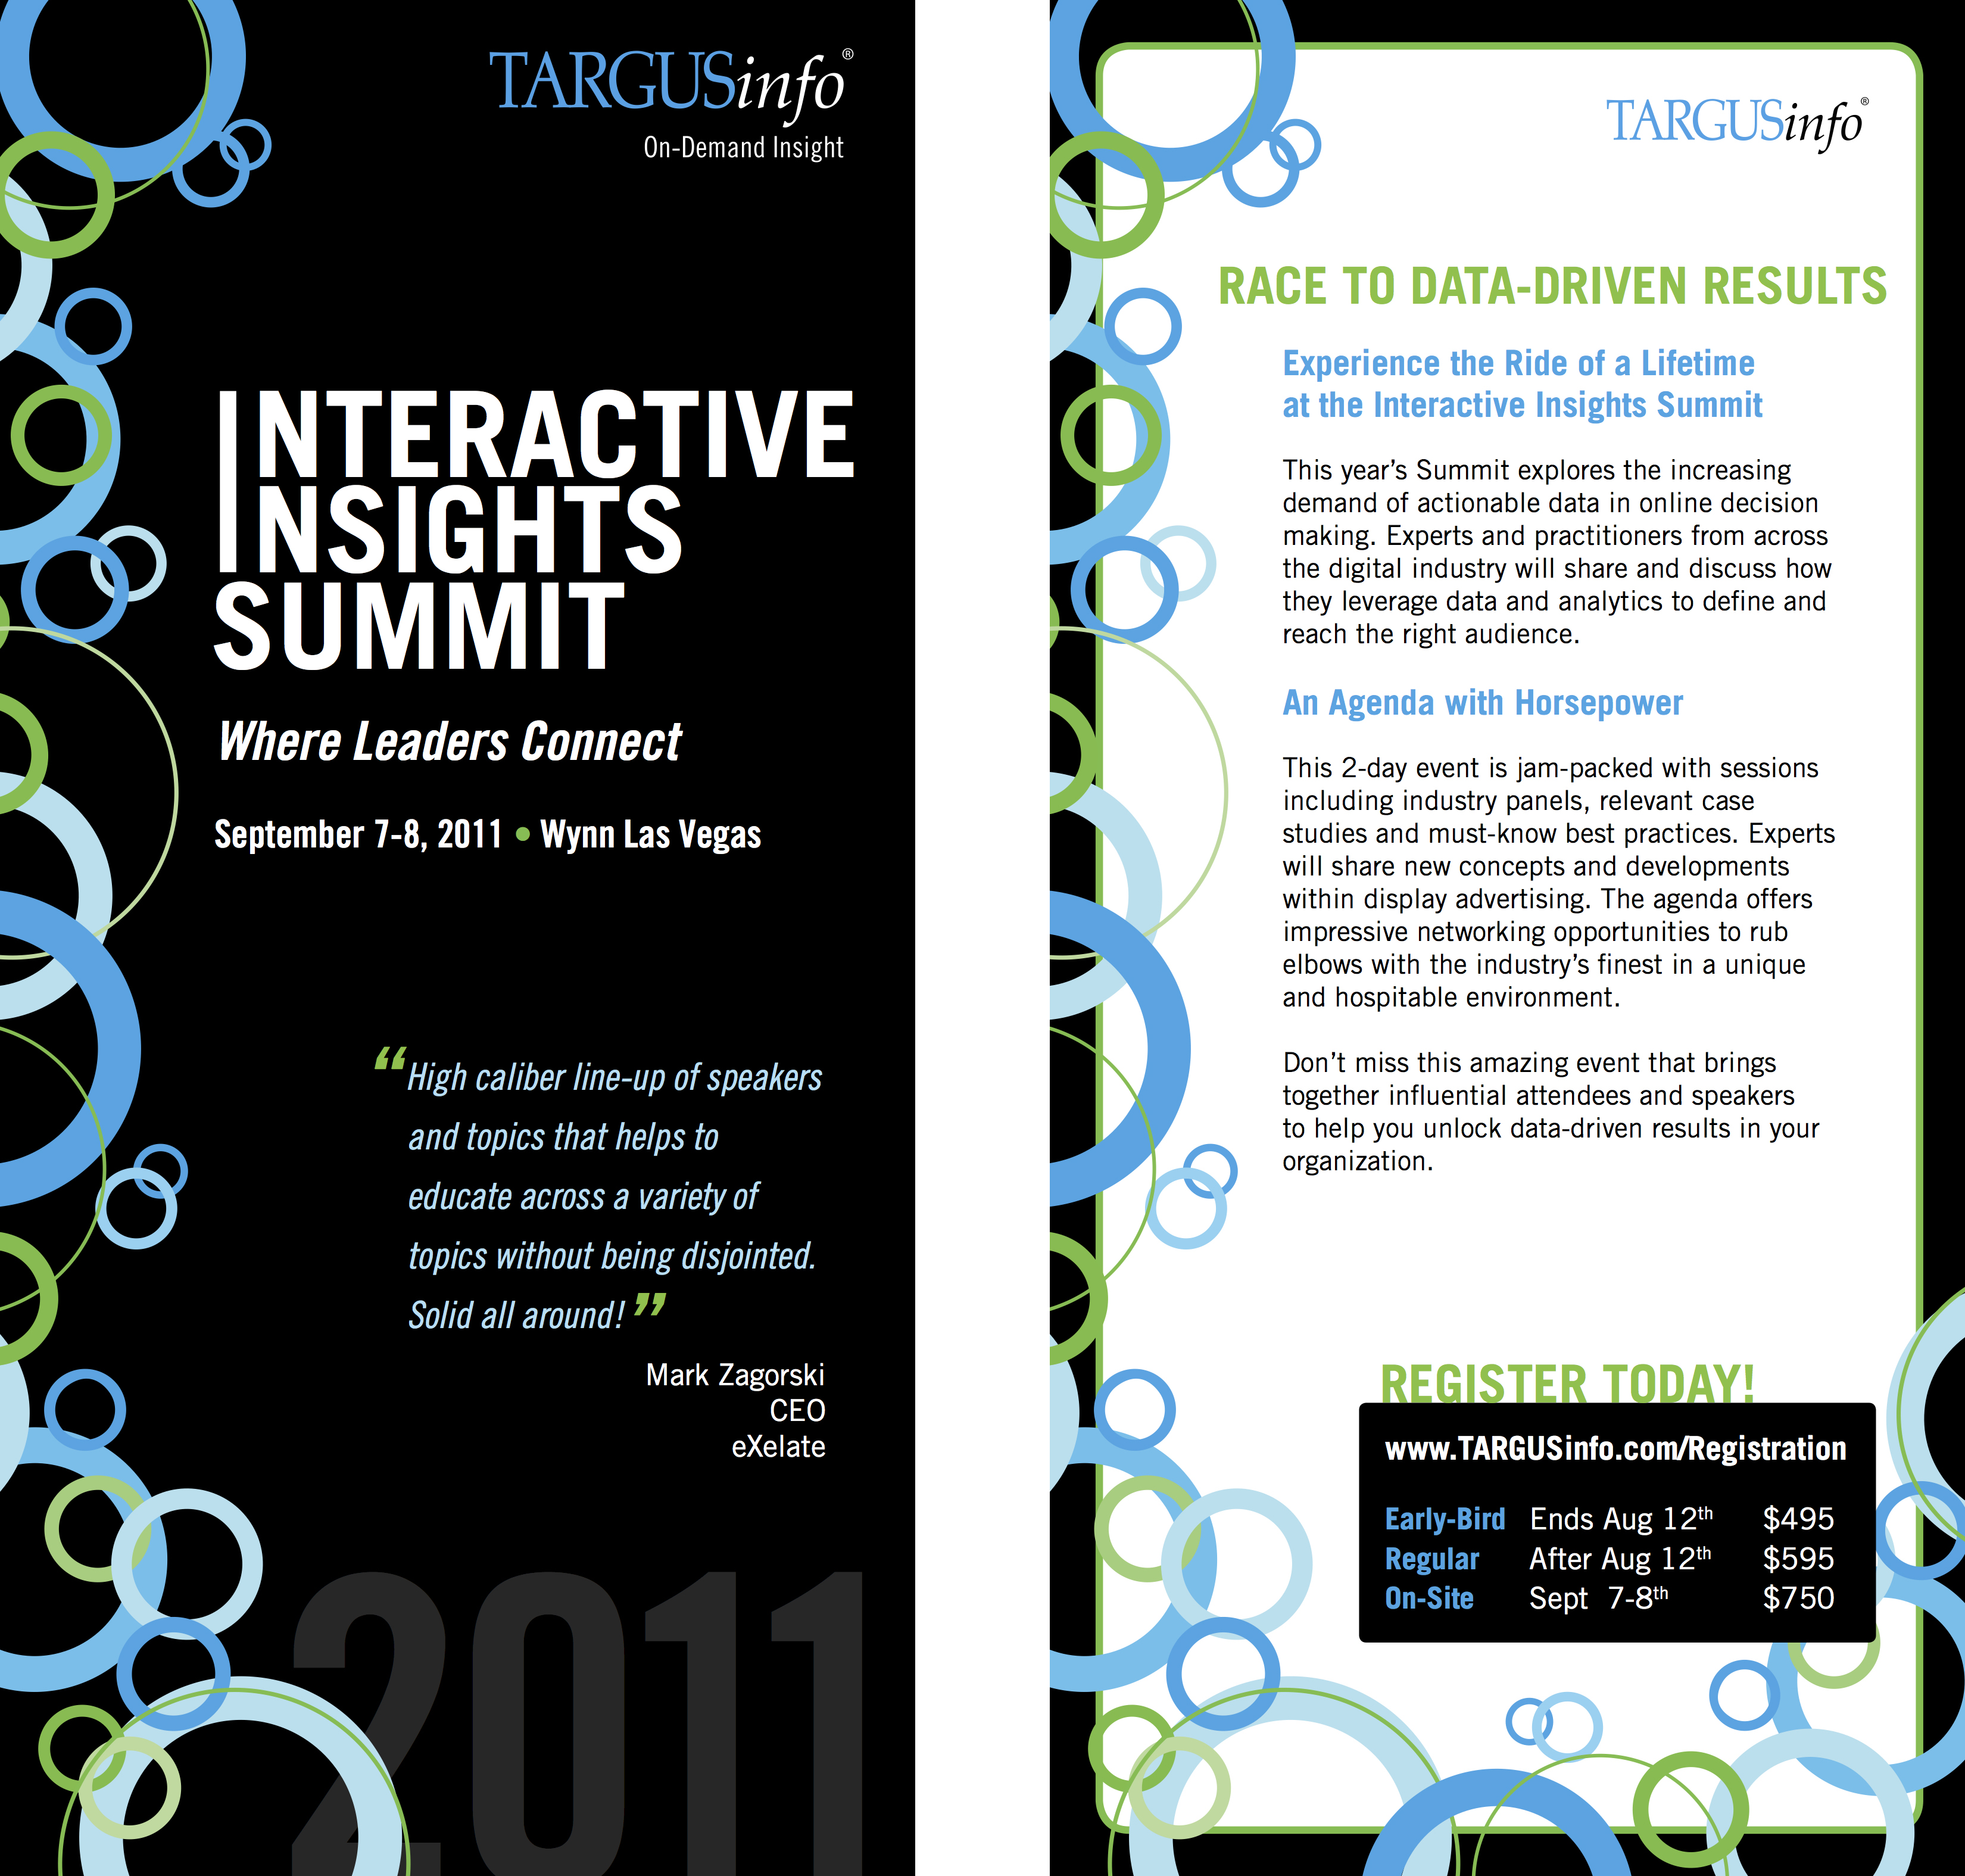 TARGUSinfo®
On-Demand Insight
INTERACTIVE
INSIGHTS
SUMMIT
Where Leaders Connect
September 7-8, 2011 • Wynn Las Vegas
“High caliber line-up of speakers
and topics that helps to
educate across a variety of
topics without being disjointed.
Solid all around!”
Mark Zagorski
CEO
eXelate
2011
TARGUSinfo®
RACE TO DATA-DRIVEN RESULTS
Experience the Ride of a Lifetime
at the Interactive Insights Summit
This year’s Summit explores the increasing
demand of actionable data in online decision
making. Experts and practitioners from across
the digital industry will share and discuss how
they leverage data and analytics to define and
reach the right audience.
An Agenda with Horsepower
This 2-day event is jam-packed with sessions
including industry panels, relevant case
studies and must-know best practices. Experts
will share new concepts and developments
within display advertising. The agenda offers
impressive networking opportunities to rub
elbows with the industry’s finest in a unique
and hospitable environment.
Don’t miss this amazing event that brings
together influential attendees and speakers
to help you unlock data-driven results in your
organization.
REGISTER TODAY!
www.TARGUSinfo.com/Registration
Early-Bird Ends Aug 12th $495
Regular After Aug 12th $595
On-Site Sept 7-8th $750